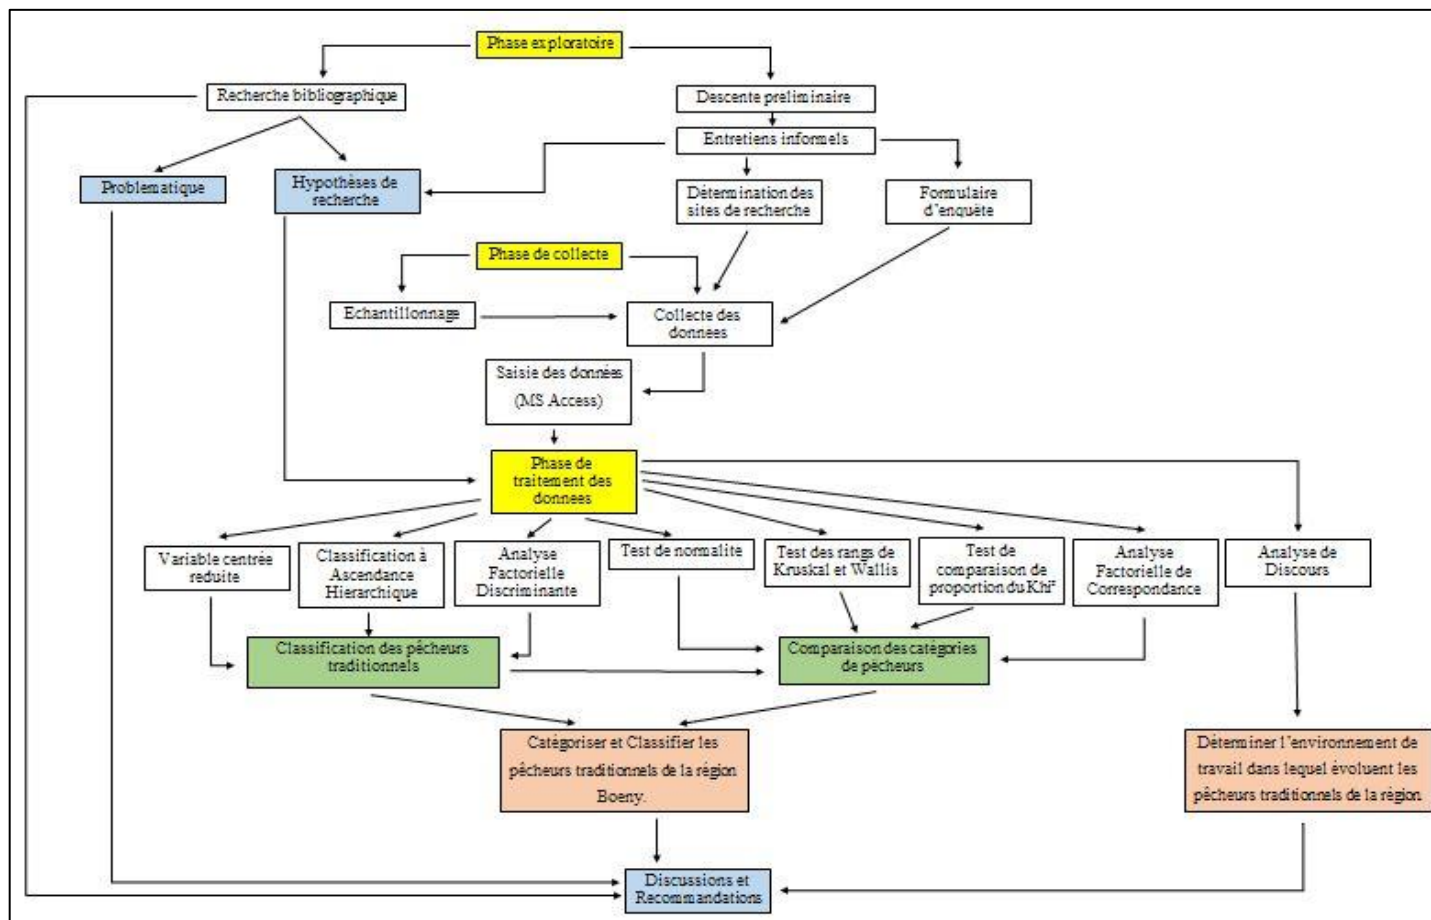 Phase exploratoire
Recherche bibliographique
Descente preliminaire
Entretiens informels
Problematique
Hypothèses de
recherche
Détermination des
sites de recherche
Formulaire
d'enquête
Phase de collecte
Echantillonnage
Collecte des
donnees
Saisie des données
(MS Access)
Phase de
traitement des
donnees
Variable centrée
reduite
Classification à
Ascendance
Hierarchique
Analyse
Factorielle
Discriminante
Test de normalite
Test des rangs de
Kruskal et Wallis
Test de
comparaison de
proportion du Khi²
Analyse
Factorielle de
Correspondance
Analyse de
Discours
Classification des pêcheurs
traditionnels
Comparaison des catégories
de pêcheurs
Catégoriser et Classifier les
pêcheurs traditionnels de la région
Boeny.
Déterminer l'environnement de
travail dans lequel évoluent les
pêcheurs traditionnels de la région
Discussions et
Recommandations